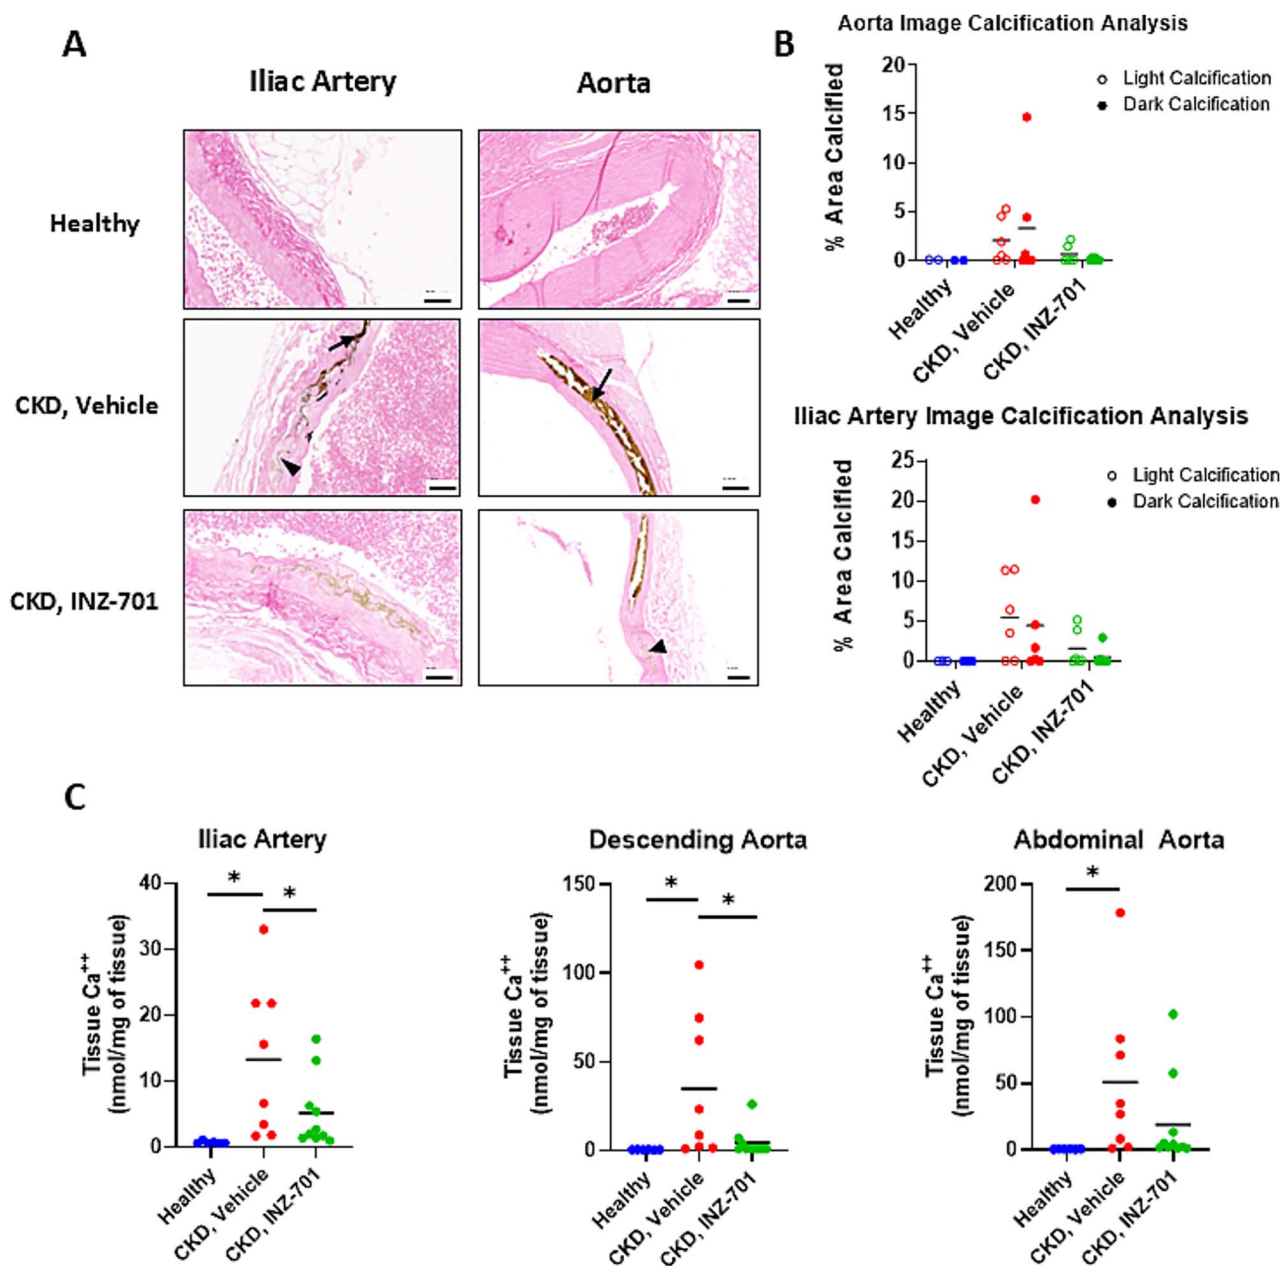 A
Iliac Artery
Aorta
Healthy
CKD, Vehicle
CKD, INZ-701
B
Aorta Image Calcification Analysis
% Area Calcified
20
15
10
5
0
Light Calcification
Dark Calcification
Healthy
CKD, Vehicle
CKD, INZ-701
Iliac Artery Image Calcification Analysis
% Area Calcified
25
20
15
10
5
0
Light Calcification
Dark Calcification
Healthy
CKD, Vehicle
CKD, INZ-701
C
Iliac Artery
Tissue Ca++
(nmol/mg of tissue)
40
30
20
10
0
*
*
Healthy
CKD, Vehicle
CKD, INZ-701
Descending Aorta
Tissue Ca++
(nmol/mg of tissue)
150
100
50
0
*
*
Healthy
CKD, Vehicle
CKD, INZ-701
Abdominal Aorta
Tissue Ca++
(nmol/mg of tissue)
200
150
100
50
0
*
Healthy
CKD, Vehicle
CKD, INZ-701